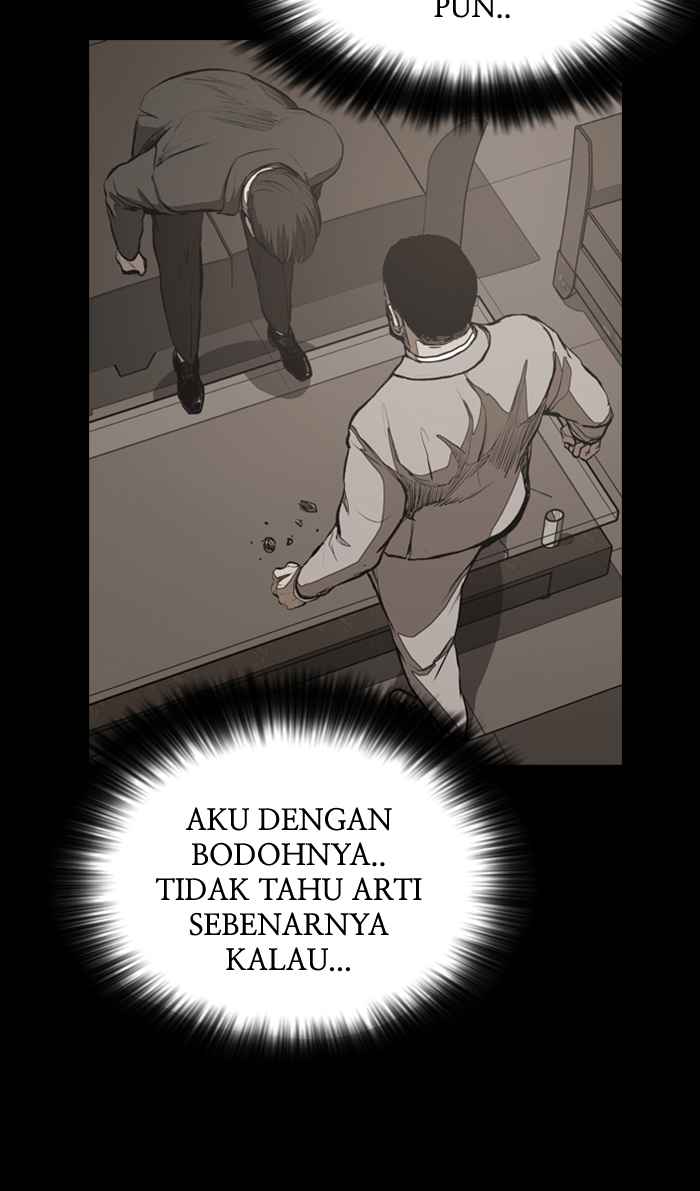 PUN..
AKU DENGAN
BODOHNYA..
TIDAK TAHU ARTI
SEBENARNYA
KALAU...